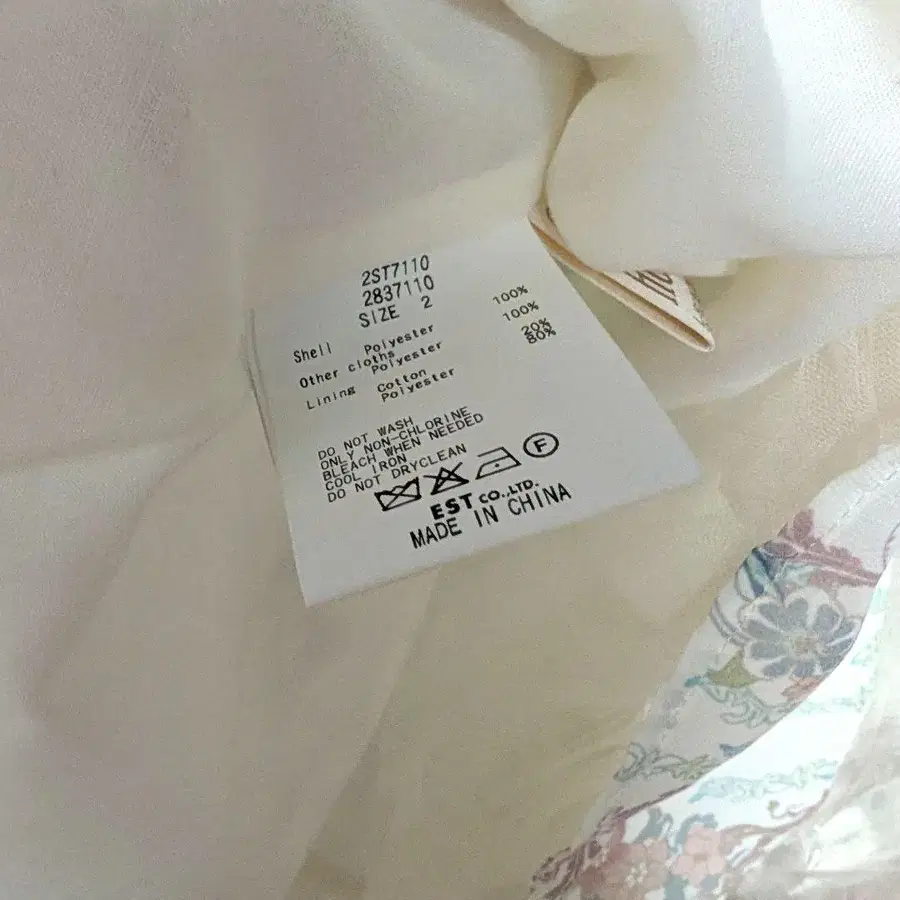 2ST7110
2837110
SIZE 2
Shell Polyester 100%
Other cloths
Polyester 100%
Lining Cotton 20%
Polyester 80%
DO NOT WASH
ONLY NON-CHLORINE
BLEACH WHEN NEEDED
COOL IRON
DO NOT DRYCLEAN
F
EST CO.,LTD.
MADE IN CHINA